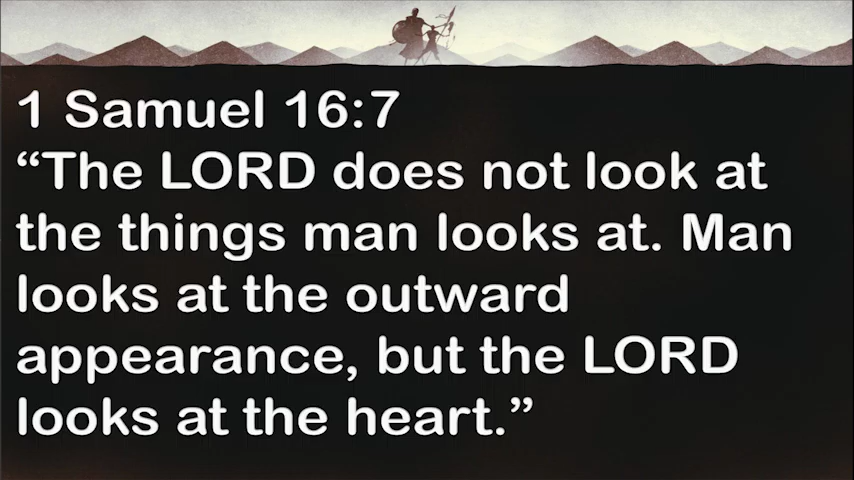 1 Samuel 16:7
“The LORD does not look at
the things man looks at. Man
looks at the outward
appearance, but the LORD
looks at the heart.”